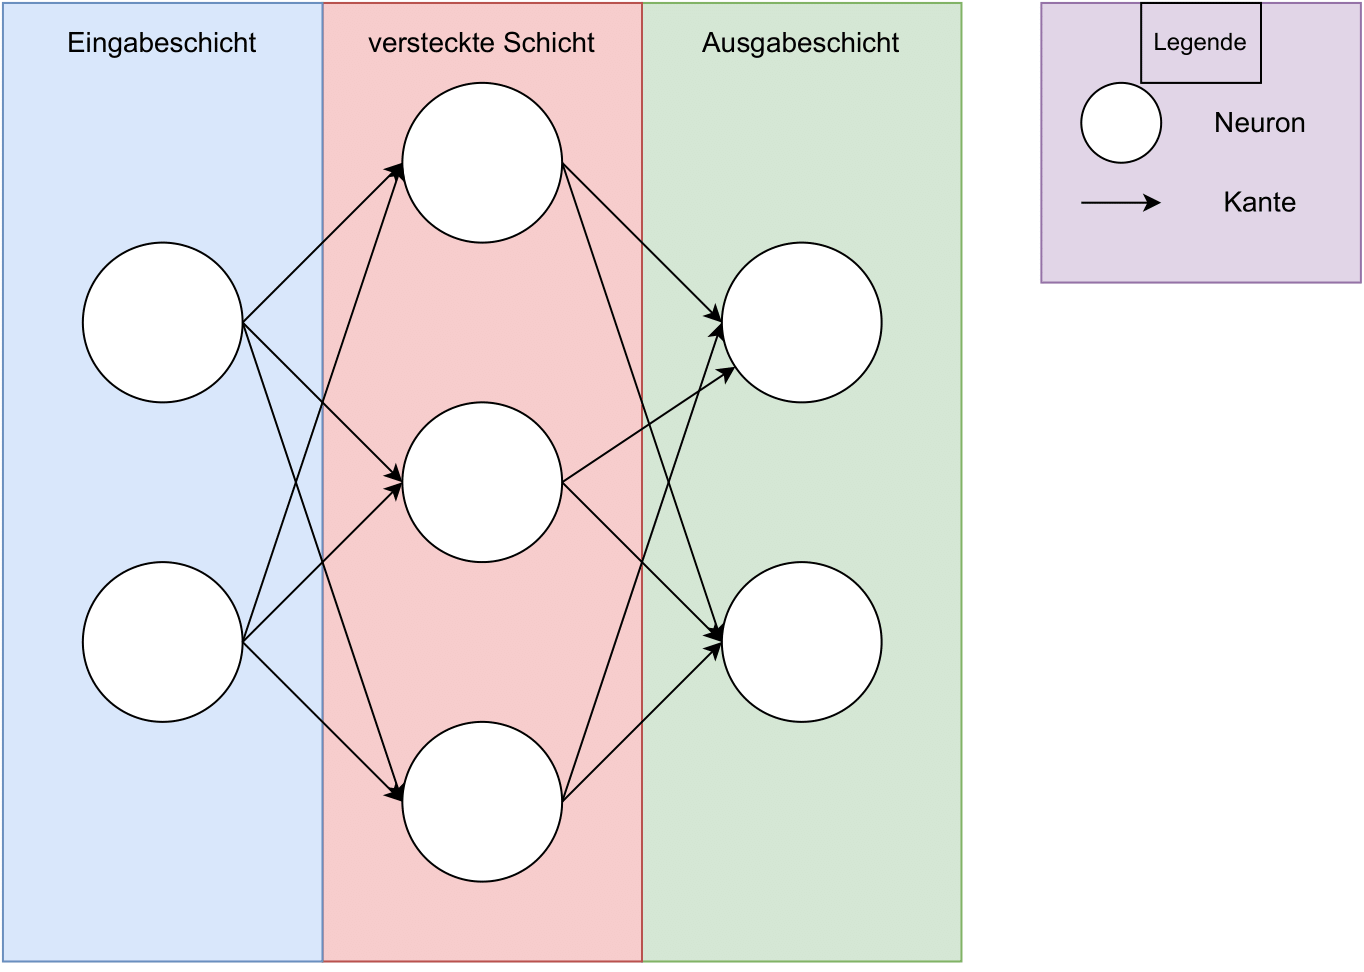 Eingabeschicht
versteckte Schicht
Ausgabeschicht
Legende
Neuron
Kante